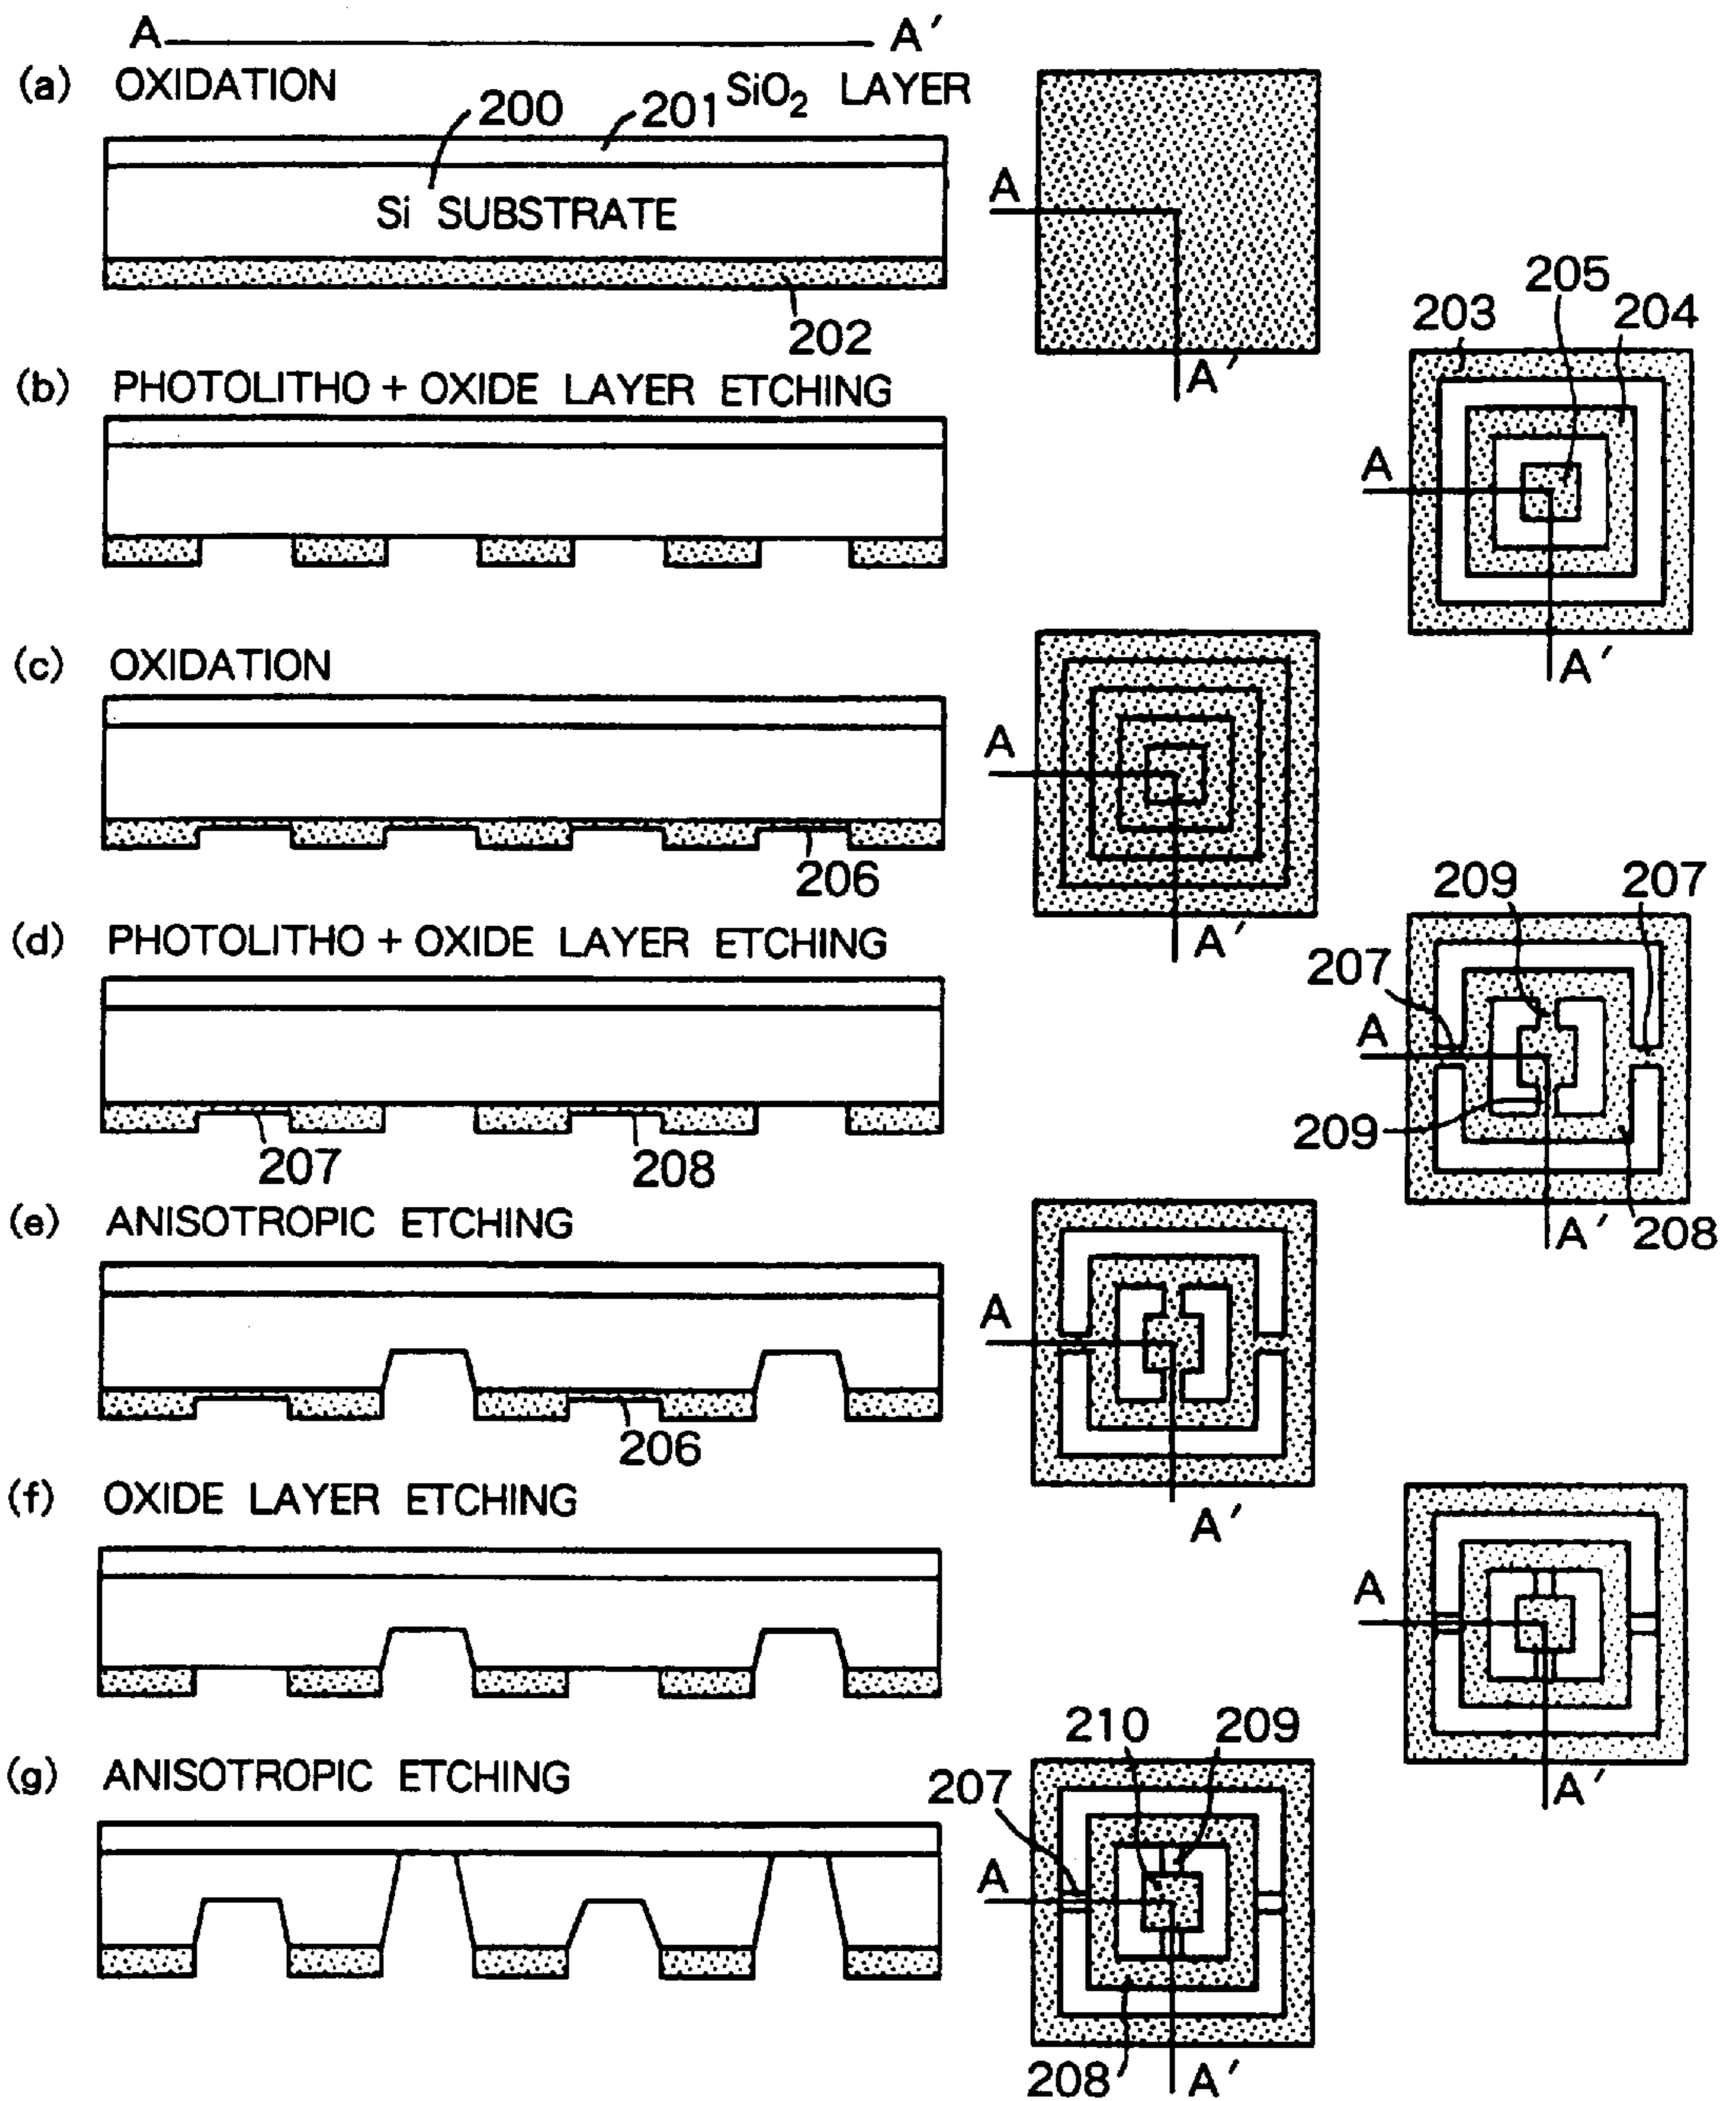 A A′
(a) OXIDATION
200 201 SiO₂ LAYER
Si SUBSTRATE
202
A
A′
(b) PHOTOLITHO + OXIDE LAYER ETCHING
205
203 204
A
A′
(c) OXIDATION
206
A
A′
(d) PHOTOLITHO + OXIDE LAYER ETCHING
207 208
209 207
207
A
209
A′ 208
(e) ANISOTROPIC ETCHING
206
A
A′
(f) OXIDE LAYER ETCHING
A
A′
(g) ANISOTROPIC ETCHING
210 209
207
A
208 A′